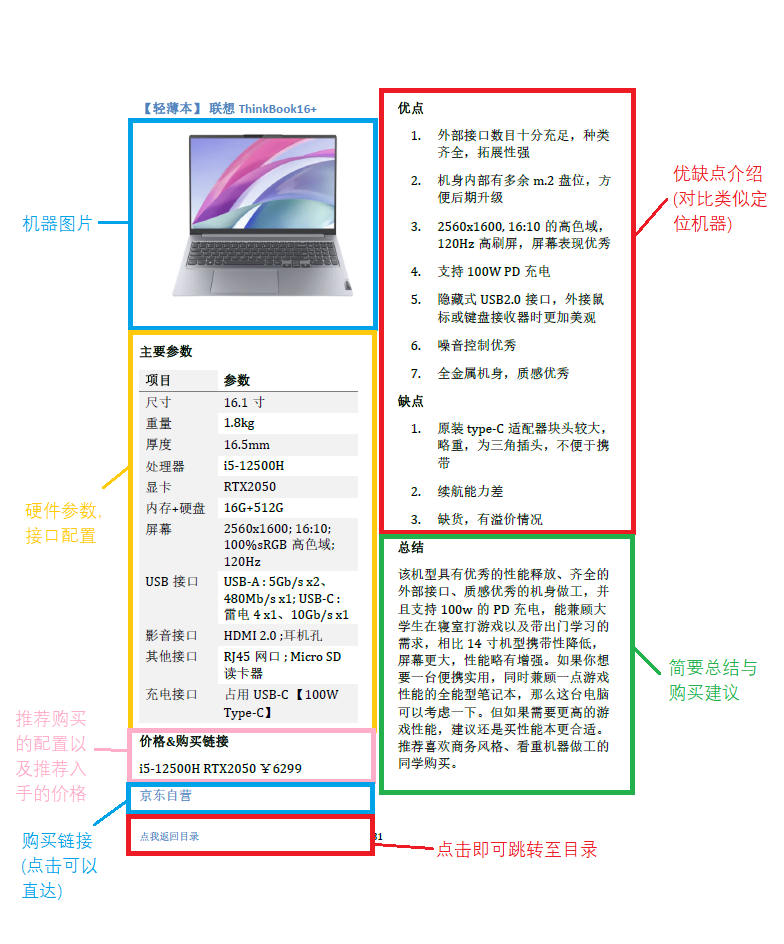 【轻薄本】 联想 ThinkBook16+
机器图片
主要参数
项目 参数
尺寸 16.1 寸
重量 1.8kg
厚度 16.5mm
处理器 i5-12500H
显卡 RTX2050
内存+硬盘 16G+512G
屏幕 2560x1600; 16:10;
100%sRGB 高色域;
120Hz
USB 接口 USB-A : 5Gb/s x2、
480Mb/s x1; USB-C :
雷电 4 x1、10Gb/s x1
影音接口 HDMI 2.0 ;耳机孔
其他接口 RJ45 网口 ; Micro SD
读卡器
充电接口 占用 USB-C 【100W
Type-C】
硬件参数,
接口配置
价格&购买链接
i5-12500H RTX2050 ￥6299
推荐购买
的配置以
及推荐入
手的价格
京东自营
购买链接
(点击可以
直达)
点我返回目录
31
点击即可跳转至目录
优点
1. 外部接口数目十分充足，种类
齐全，拓展性强
2. 机身内部有多余 m.2 盘位，方
便后期升级
3. 2560x1600, 16:10 的高色域，
120Hz 高刷屏，屏幕表现优秀
4. 支持 100W PD 充电
5. 隐藏式 USB2.0 接口，外接鼠
标或键盘接收器时更加美观
6. 噪音控制优秀
7. 全金属机身，质感优秀
缺点
1. 原装 type-C 适配器块头较大，
略重，为三角插头，不便于携
带
2. 续航能力差
3. 缺货，有溢价情况
优缺点介绍
(对比类似定
位机器)
总结
该机型具有优秀的性能释放、齐全的
外部接口、质感优秀的机身做工，并
且支持 100w 的 PD 充电，能兼顾大
学生在寝室打游戏以及带出门学习的
需求，相比 14 寸机型携带性降低，
屏幕更大，性能略有增强。如果你想
要一台便携实用，同时兼顾一点游戏
性能的全能型笔记本，那么这台电脑
可以考虑一下。但如果需要更高的游
戏性能，建议还是买性能本更合适。
推荐喜欢商务风格、看重机器做工的
同学购买。
简要总结与
购买建议